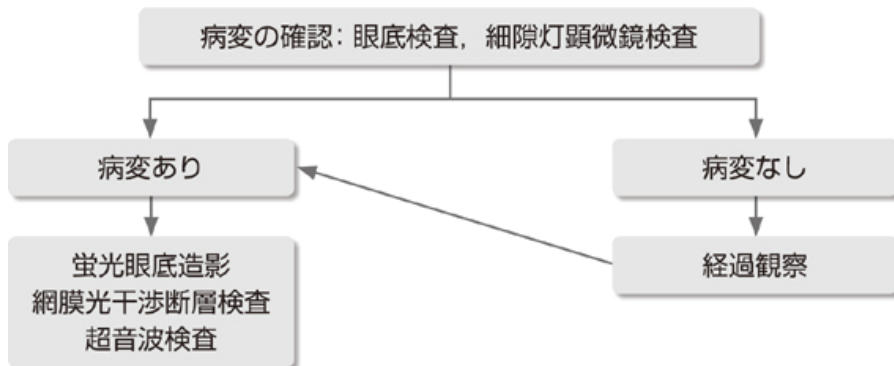 病変の確認：眼底検査，細隙灯顕微鏡検査
病変あり
病変なし
蛍光眼底造影
網膜光干渉断層検査
超音波検査
経過観察